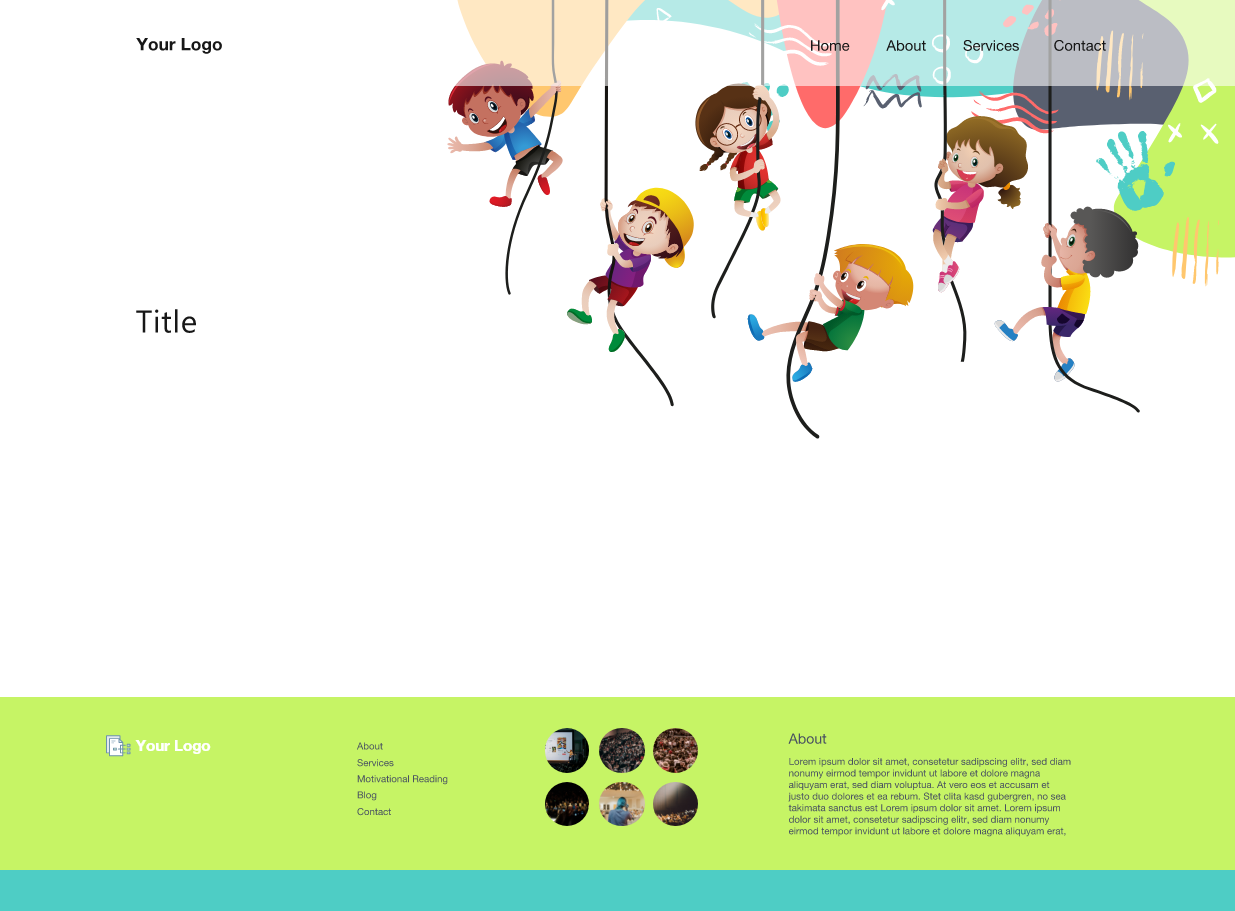 Your Logo
Home About Services Contact
Title
Your Logo
About
Services
Motivational Reading
Blog
Contact
About
Lorem ipsum dolor sit amet, consetetur sadipscing elitr, sed diam
nonumy eirmod tempor invidunt ut labore et dolore magna
aliquyam erat, sed diam voluptua. At vero eos et accusam et
justo duo dolores et ea rebum. Stet clita kasd gubergren, no sea
takimata sanctus est Lorem ipsum dolor sit amet. Lorem ipsum
dolor sit amet, consetetur sadipscing elitr, sed diam nonumy
eirmod tempor invidunt ut labore et dolore magna aliquyam erat,